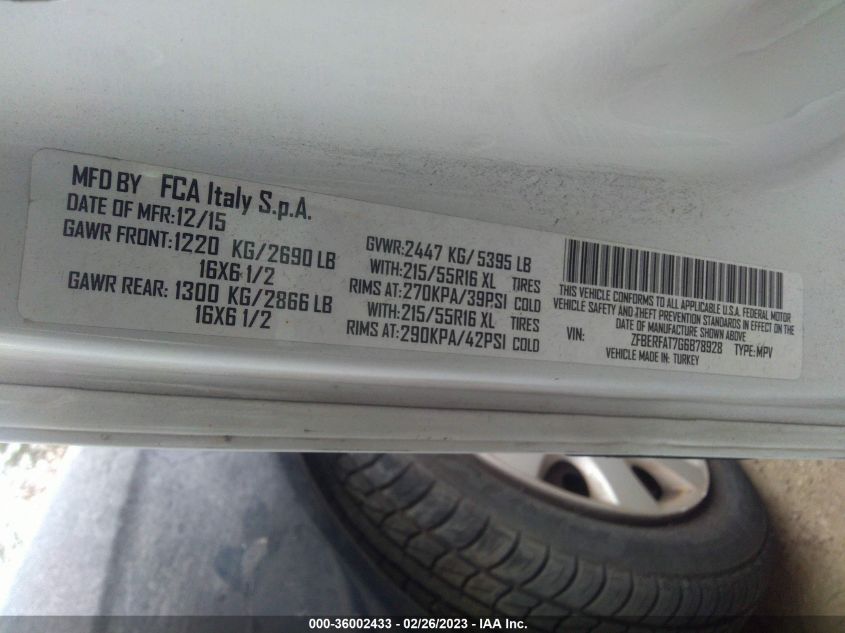 MFD BY FCA Italy S.p.A.
DATE OF MFR:12/15
GAWR FRONT:1220 KG/2690 LB
16X6 1/2
GAWR REAR: 1300 KG/2866 LB
16X6 1/2
GVWR:2447 KG/5395 LB
WITH:215/55R16 XL TIRES
RIMS AT:270KPA/39PSI COLD
WITH:215/55R16 XL TIRES
RIMS AT:290KPA/42PSI COLD
THIS VEHICLE CONFORMS TO ALL APPLICABLE U.S.A. FEDERAL MOTOR
VEHICLE SAFETY AND THEFT PREVENTION STANDARDS IN EFFECT ON THE
DATE OF MANUFACTURE SHOWN ABOVE
VIN: ZFBERFAT7G6B78928 TYPE:MPV
VEHICLE MADE IN: TURKEY
000-36002433 - 02/26/2023 - IAA Inc.